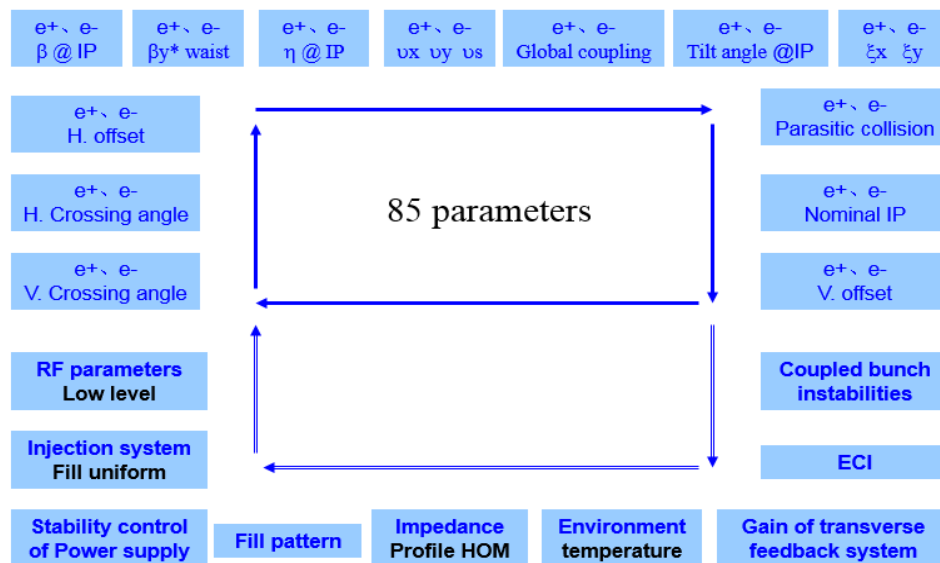 e+、e-
β @ IP
e+、e-
βy* waist
e+、e-
η @ IP
e+、e-
υx υy υs
e+、e-
Global coupling
e+、e-
Tilt angle @IP
e+、e-
ξx ξy
e+、e-
H. offset
e+、e-
Parasitic collision
e+、e-
H. Crossing angle
85 parameters
e+、e-
Nominal IP
e+、e-
V. Crossing angle
e+、e-
V. offset
RF parameters
Low level
Coupled bunch
instabilities
Injection system
Fill uniform
ECI
Stability control
of Power supply
Fill pattern
Impedance
Profile HOM
Environment
temperature
Gain of transverse
feedback system